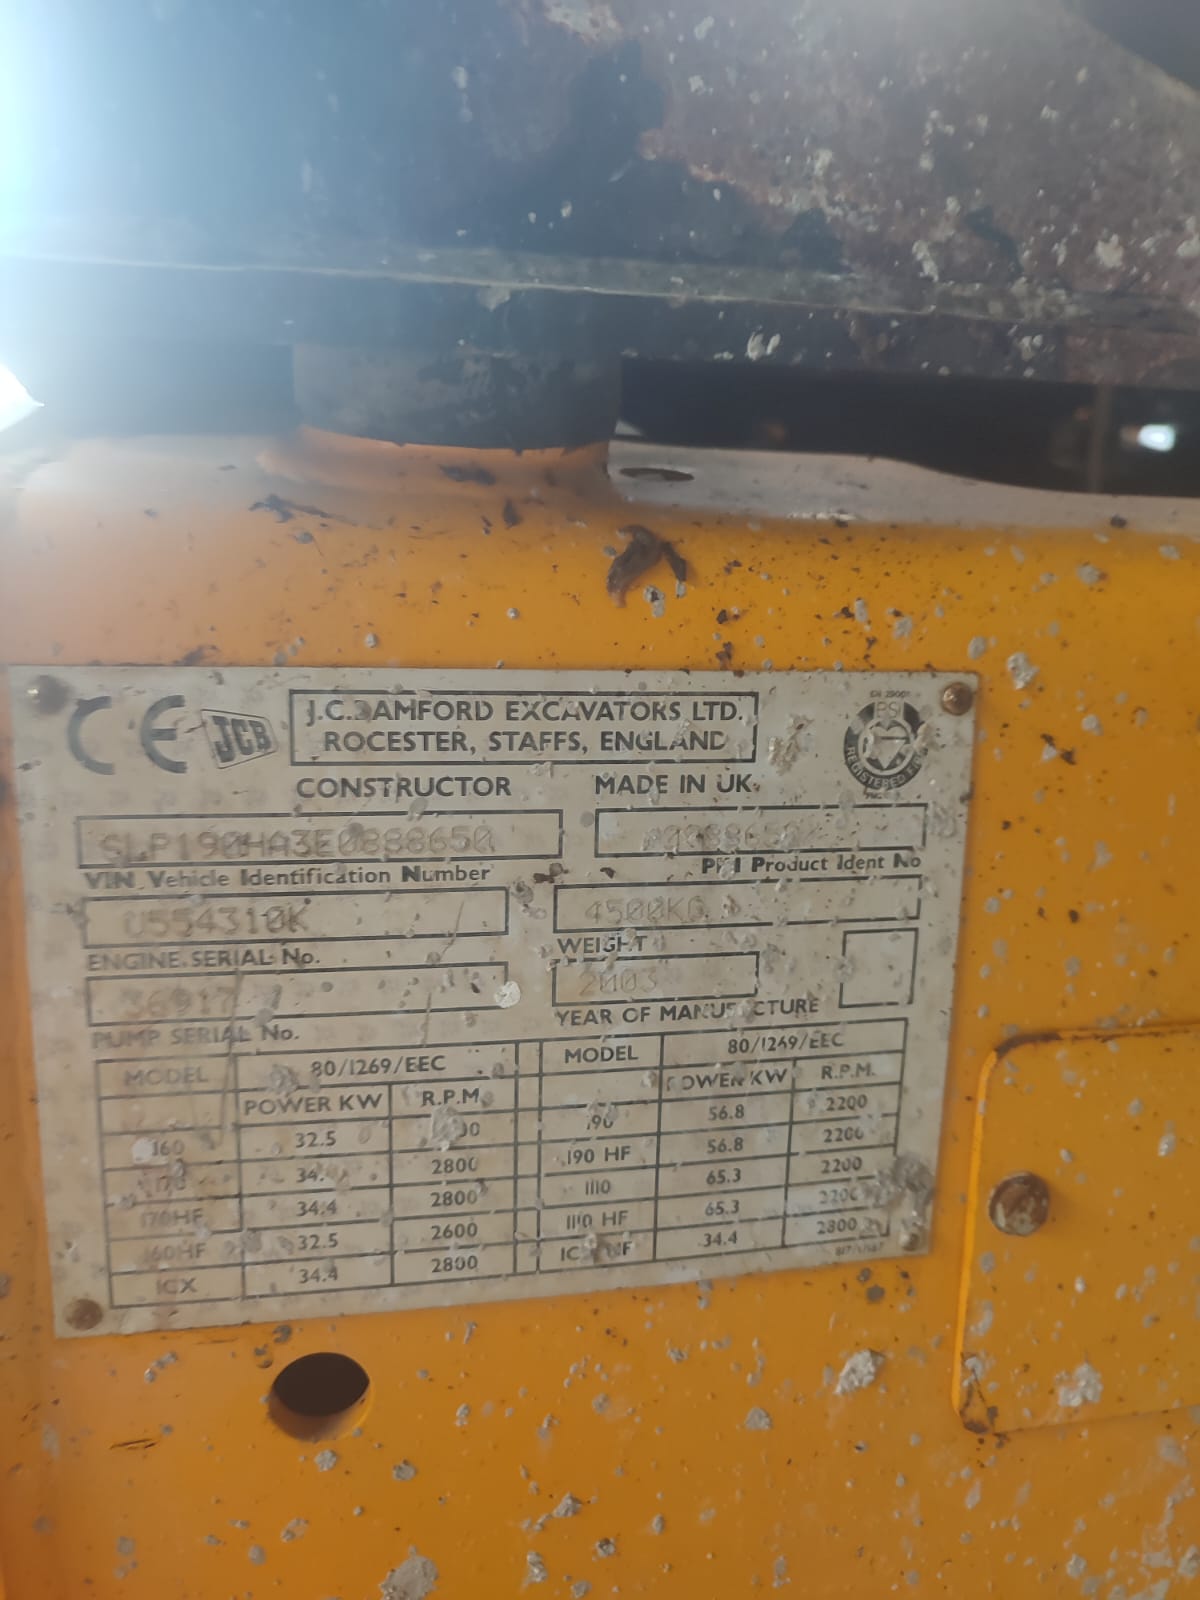 CE JCB
J.C.BAMFORD EXCAVATORS LTD.
ROCESTER, STAFFS, ENGLAND
CONSTRUCTOR MADE IN UK
SLP190HA3E0888650
VIN Vehicle Identification Number Product Ident No
U554310K 4500KG
ENGINE SERIAL No. WEIGHT
2003
PUMP SERIAL No. YEAR OF MANUFACTURE
MODEL 80/1269/EEC MODEL 80/1269/EEC
POWER KW R.P.M. POWER KW R.P.M.
160 32.5 190 56.8 2200
2800 190 HF 56.8 2200
170HF 34.4 2800 1110 65.3 2200
160HF 32.5 2600 1110 HF 65.3 2200
1CX 34.4 2800 34.4 2800